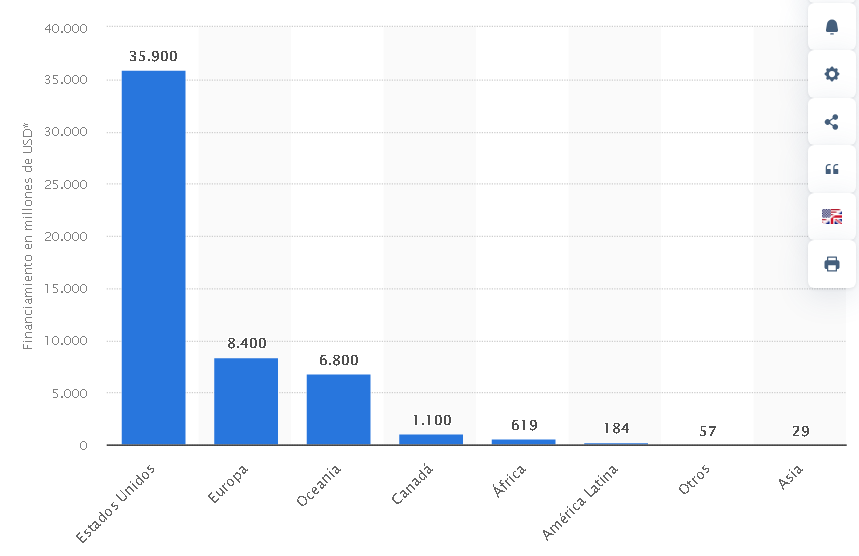 Financiamiento en millones de USD*
40.000
35.000
30.000
25.000
20.000
15.000
10.000
5.000
0
35.900
8.400
6.800
1.100
619
184
57
29
Estados Unidos
Europa
Oceanía
Canadá
África
América Latina
Otros
Asia